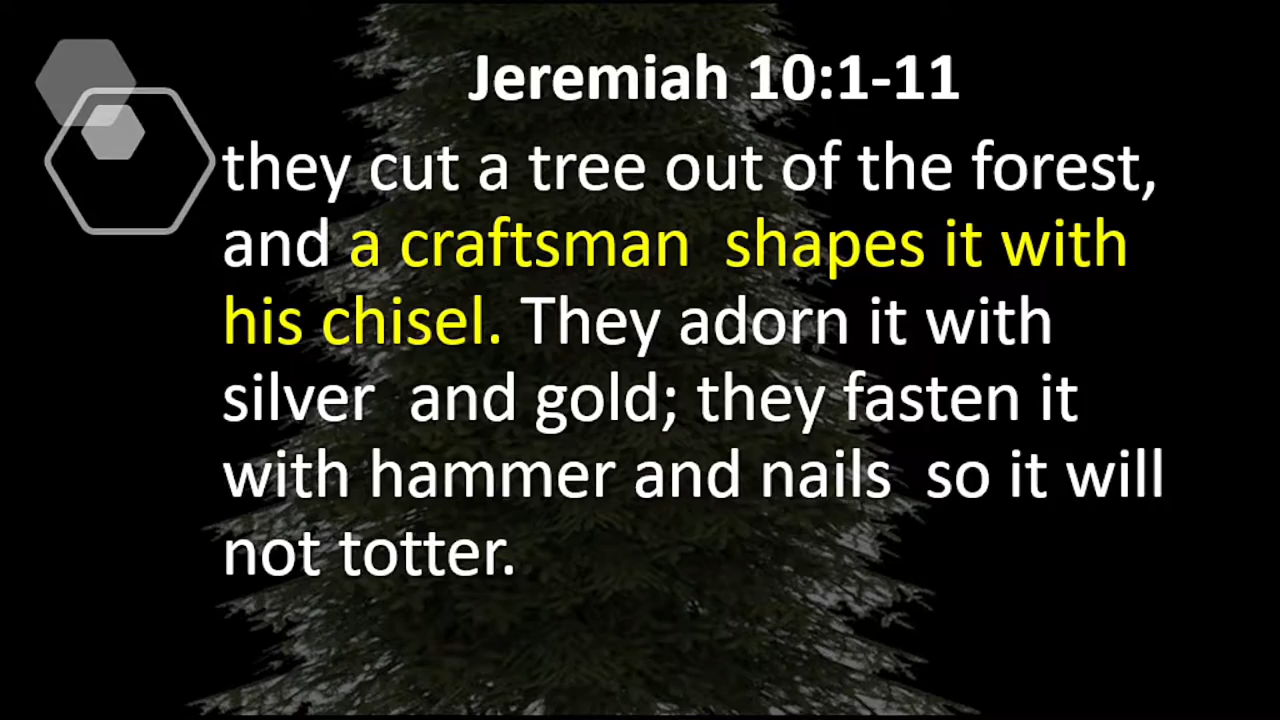 Jeremiah 10:1-11
they cut a tree out of the forest,
and a craftsman  shapes it with
his chisel. They adorn it with
silver  and gold; they fasten it
with hammer and nails  so it will
not totter.